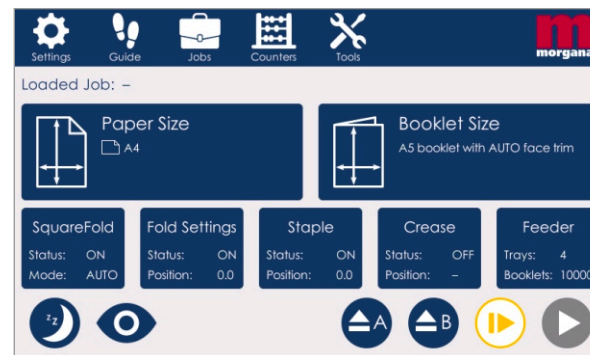 Settings Guide Jobs Counters Tools
morgana
Loaded Job: –
Paper Size
A4
Booklet Size
A5 booklet with AUTO face trim
SquareFold
Status: ON
Mode: AUTO
Fold Settings
Status: ON
Position: 0.0
Staple
Status: ON
Position: 0.0
Crease
Status: OFF
Position: –
Feeder
Trays: 4
Booklets: 10000
zz
A
B